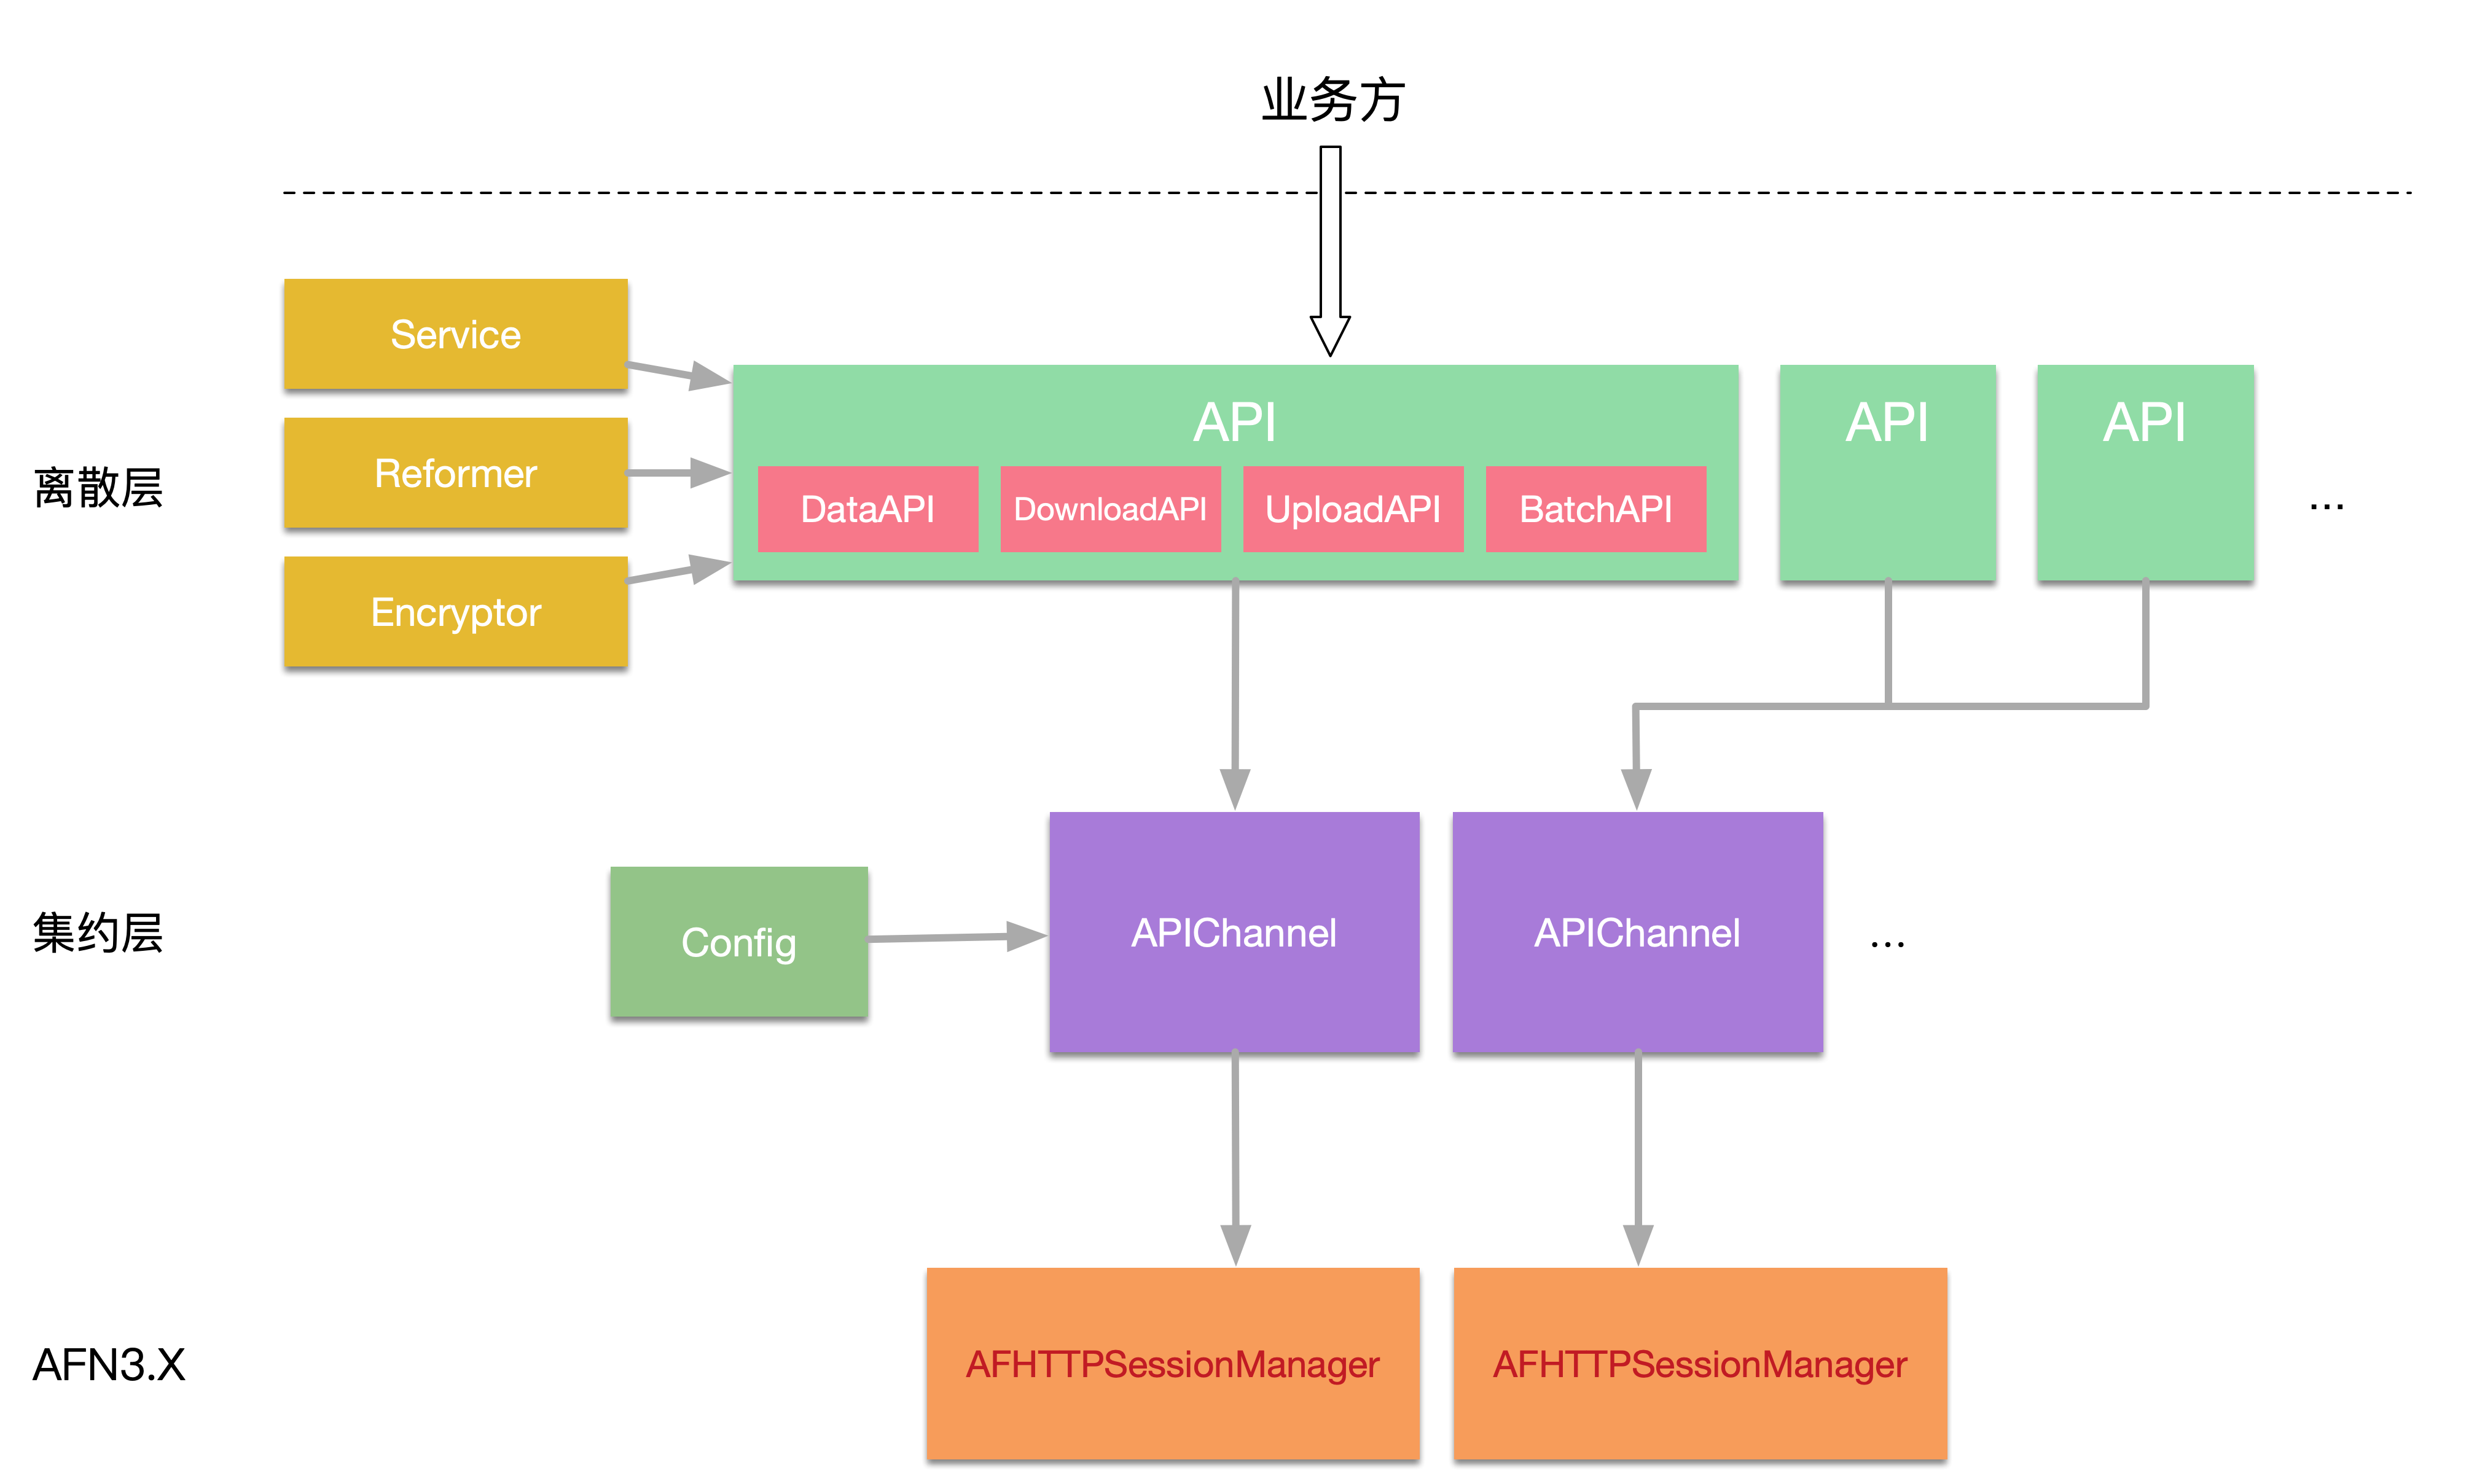 业务方
Service
Reformer
Encryptor
离散层
API
DataAPI
DownloadAPI
UploadAPI
BatchAPI
API
API
...
集约层
Config
APIChannel
APIChannel
...
AFN3.X
AFHTTPSessionManager
AFHTTPSessionManager